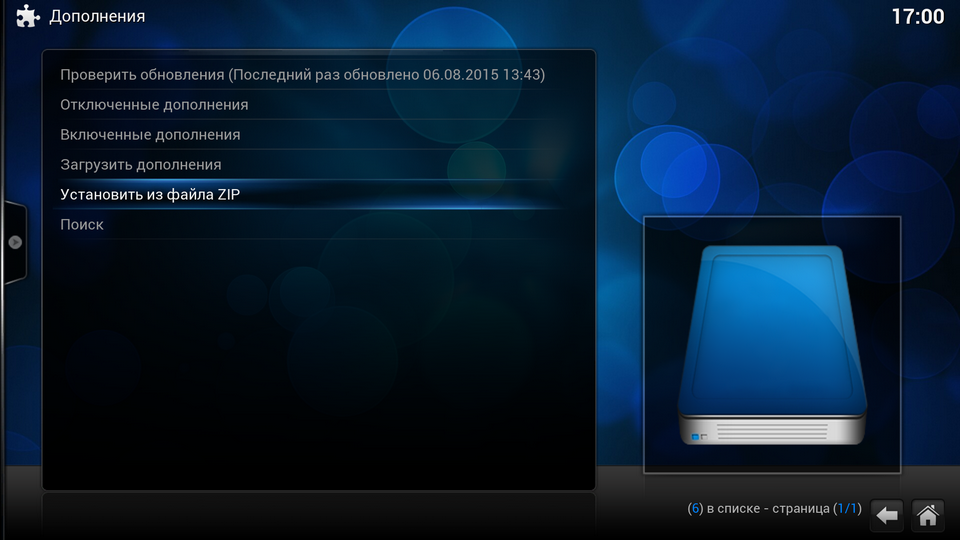 Дополнения
17:00
Проверить обновления (Последний раз обновлено 06.08.2015 13:43)
Отключенные дополнения
Включенные дополнения
Загрузить дополнения
Установить из файла ZIP
Поиск
(6) в списке - страница (1/1)